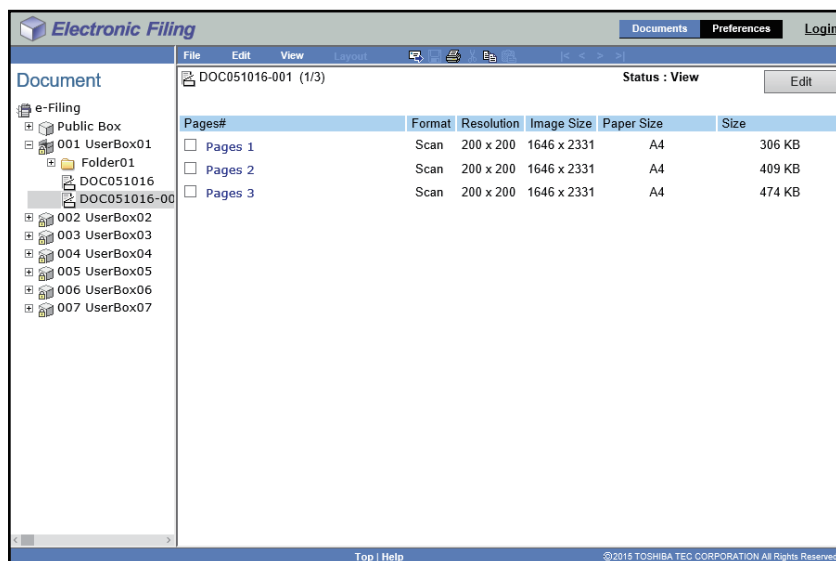 Electronic Filing
Documents Preferences Login
File Edit View Layout |< < > >|
Document
DOC051016-001 (1/3) Status : View Edit
e-Filing
Public Box
001 UserBox01
Folder01
DOC051016
DOC051016-00
002 UserBox02
003 UserBox03
004 UserBox04
005 UserBox05
006 UserBox06
007 UserBox07
Pages# Format Resolution Image Size Paper Size Size
Pages 1 Scan 200 x 200 1646 x 2331 A4 306 KB
Pages 2 Scan 200 x 200 1646 x 2331 A4 409 KB
Pages 3 Scan 200 x 200 1646 x 2331 A4 474 KB
Top | Help ©2015 TOSHIBA TEC CORPORATION All Rights Reserved